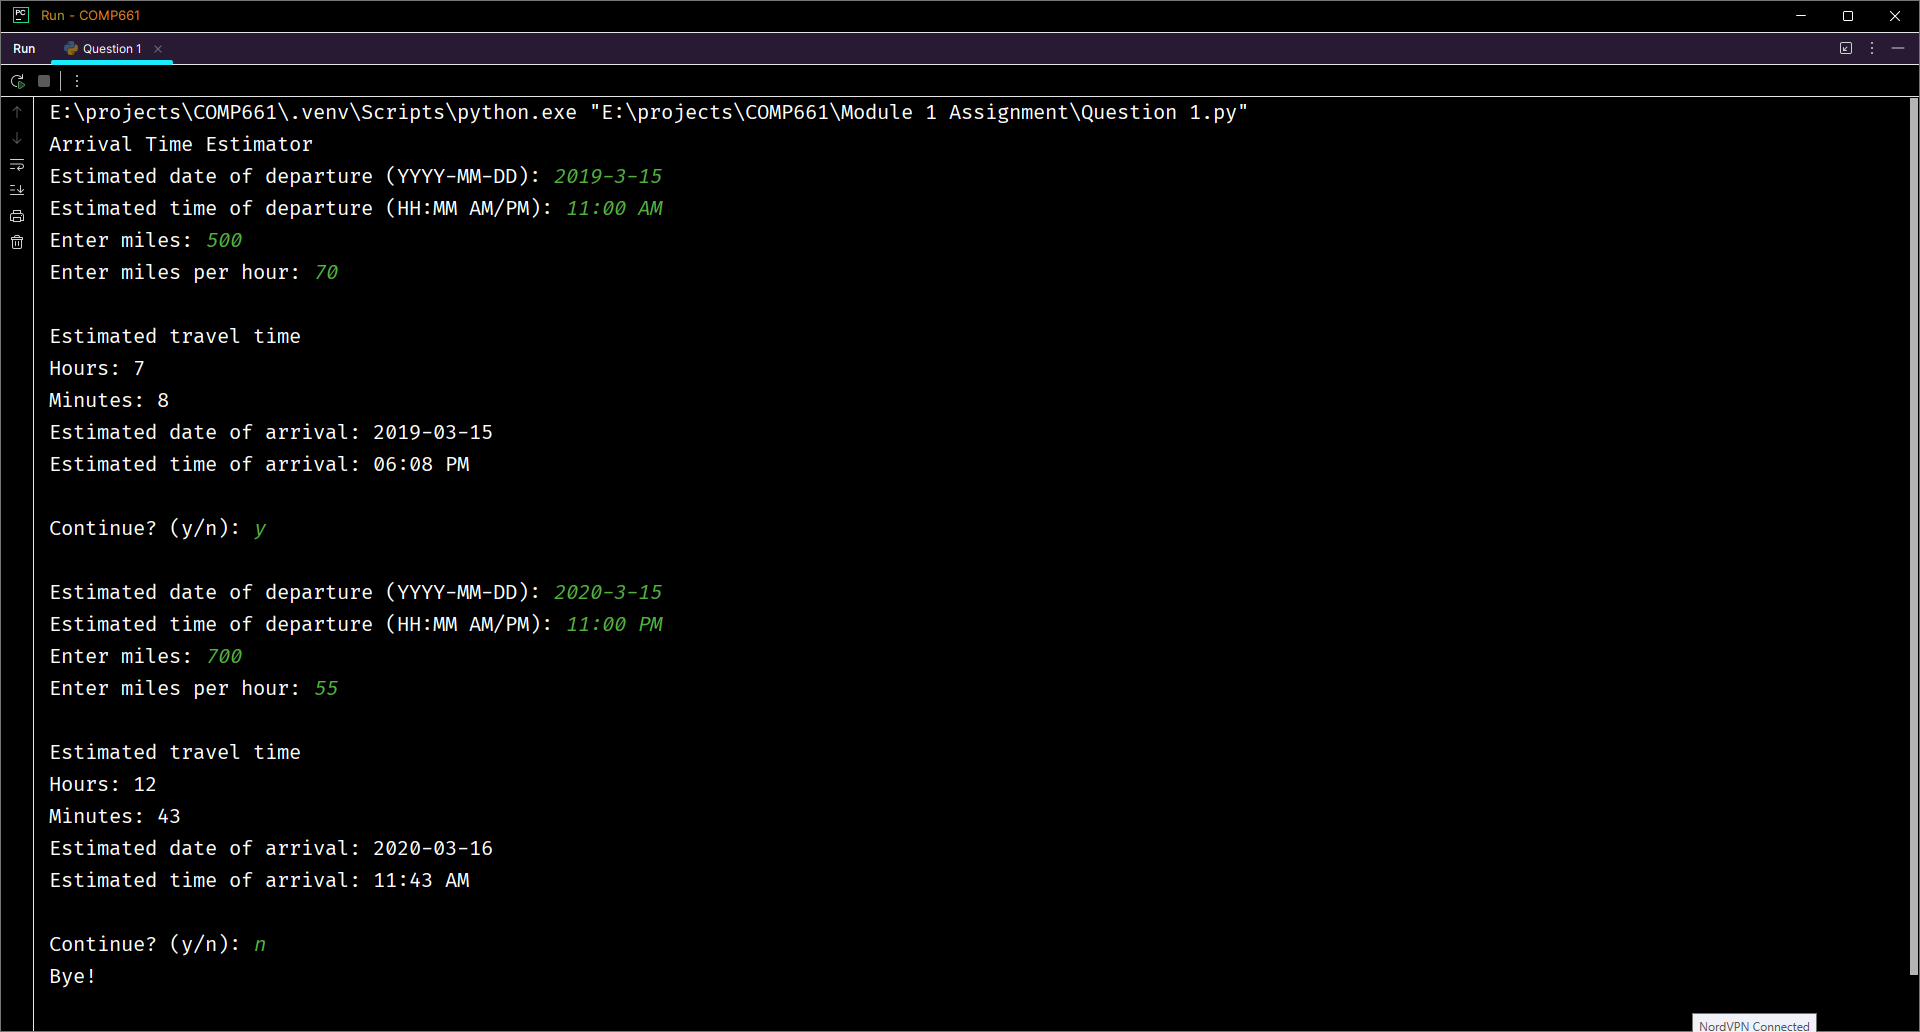 PC
Run - COMP661
Run
Question 1
E:\projects\COMP661\.venv\Scripts\python.exe "E:\projects\COMP661\Module 1 Assignment\Question 1.py"
Arrival Time Estimator
Estimated date of departure (YYYY-MM-DD): 2019-3-15
Estimated time of departure (HH:MM AM/PM): 11:00 AM
Enter miles: 500
Enter miles per hour: 70
Estimated travel time
Hours: 7
Minutes: 8
Estimated date of arrival: 2019-03-15
Estimated time of arrival: 06:08 PM
Continue? (y/n): y
Estimated date of departure (YYYY-MM-DD): 2020-3-15
Estimated time of departure (HH:MM AM/PM): 11:00 PM
Enter miles: 700
Enter miles per hour: 55
Estimated travel time
Hours: 12
Minutes: 43
Estimated date of arrival: 2020-03-16
Estimated time of arrival: 11:43 AM
Continue? (y/n): n
Bye!
NordVPN Connected